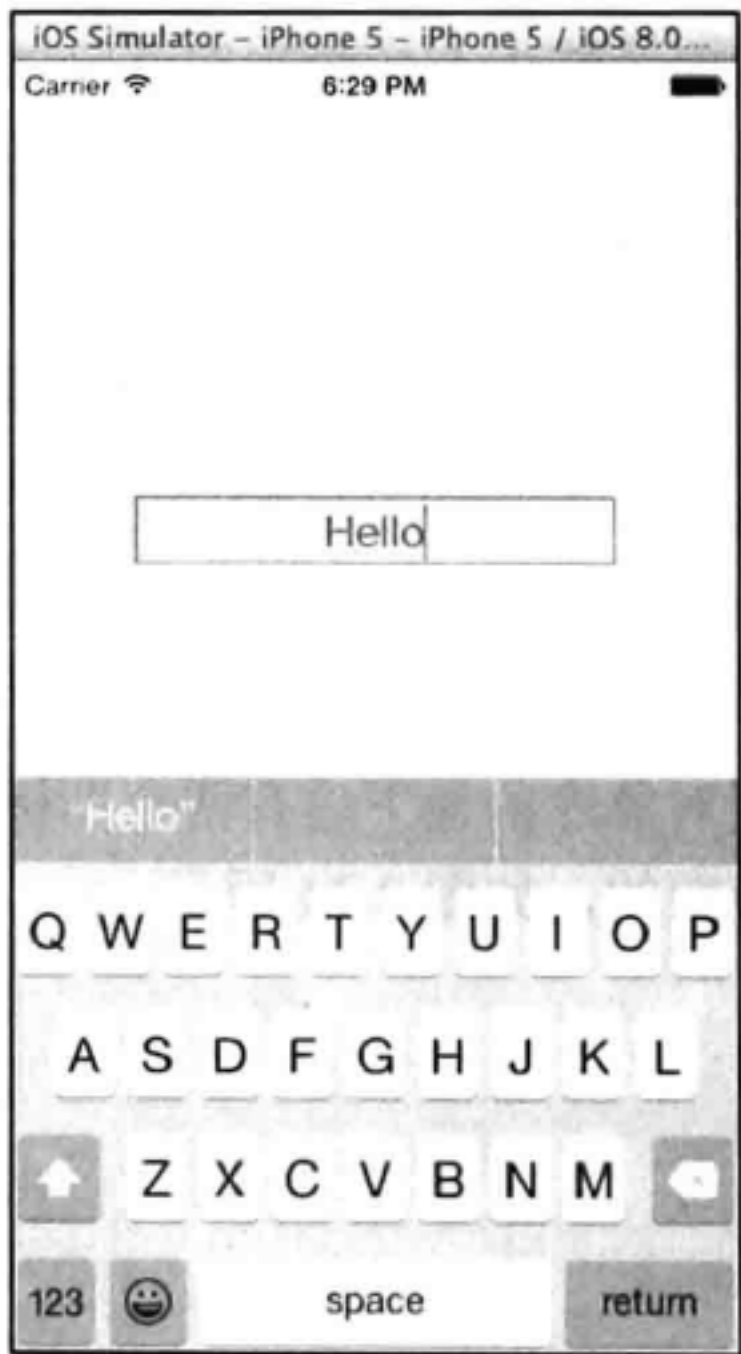 iOS Simulator – iPhone 5 – iPhone 5 / iOS 8.0...
Carrier 6:29 PM
Hello
"Hello"
Q W E R T Y U I O P
A S D F G H J K L
Z X C V B N M
123 space return